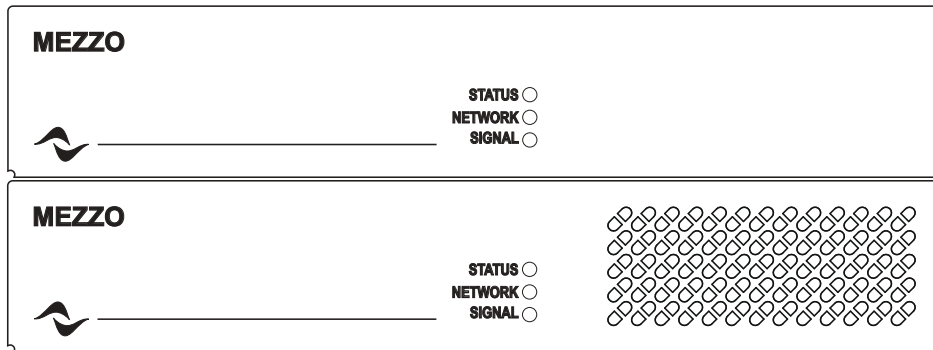 MEZZO
STATUS
NETWORK
SIGNAL
MEZZO
STATUS
NETWORK
SIGNAL